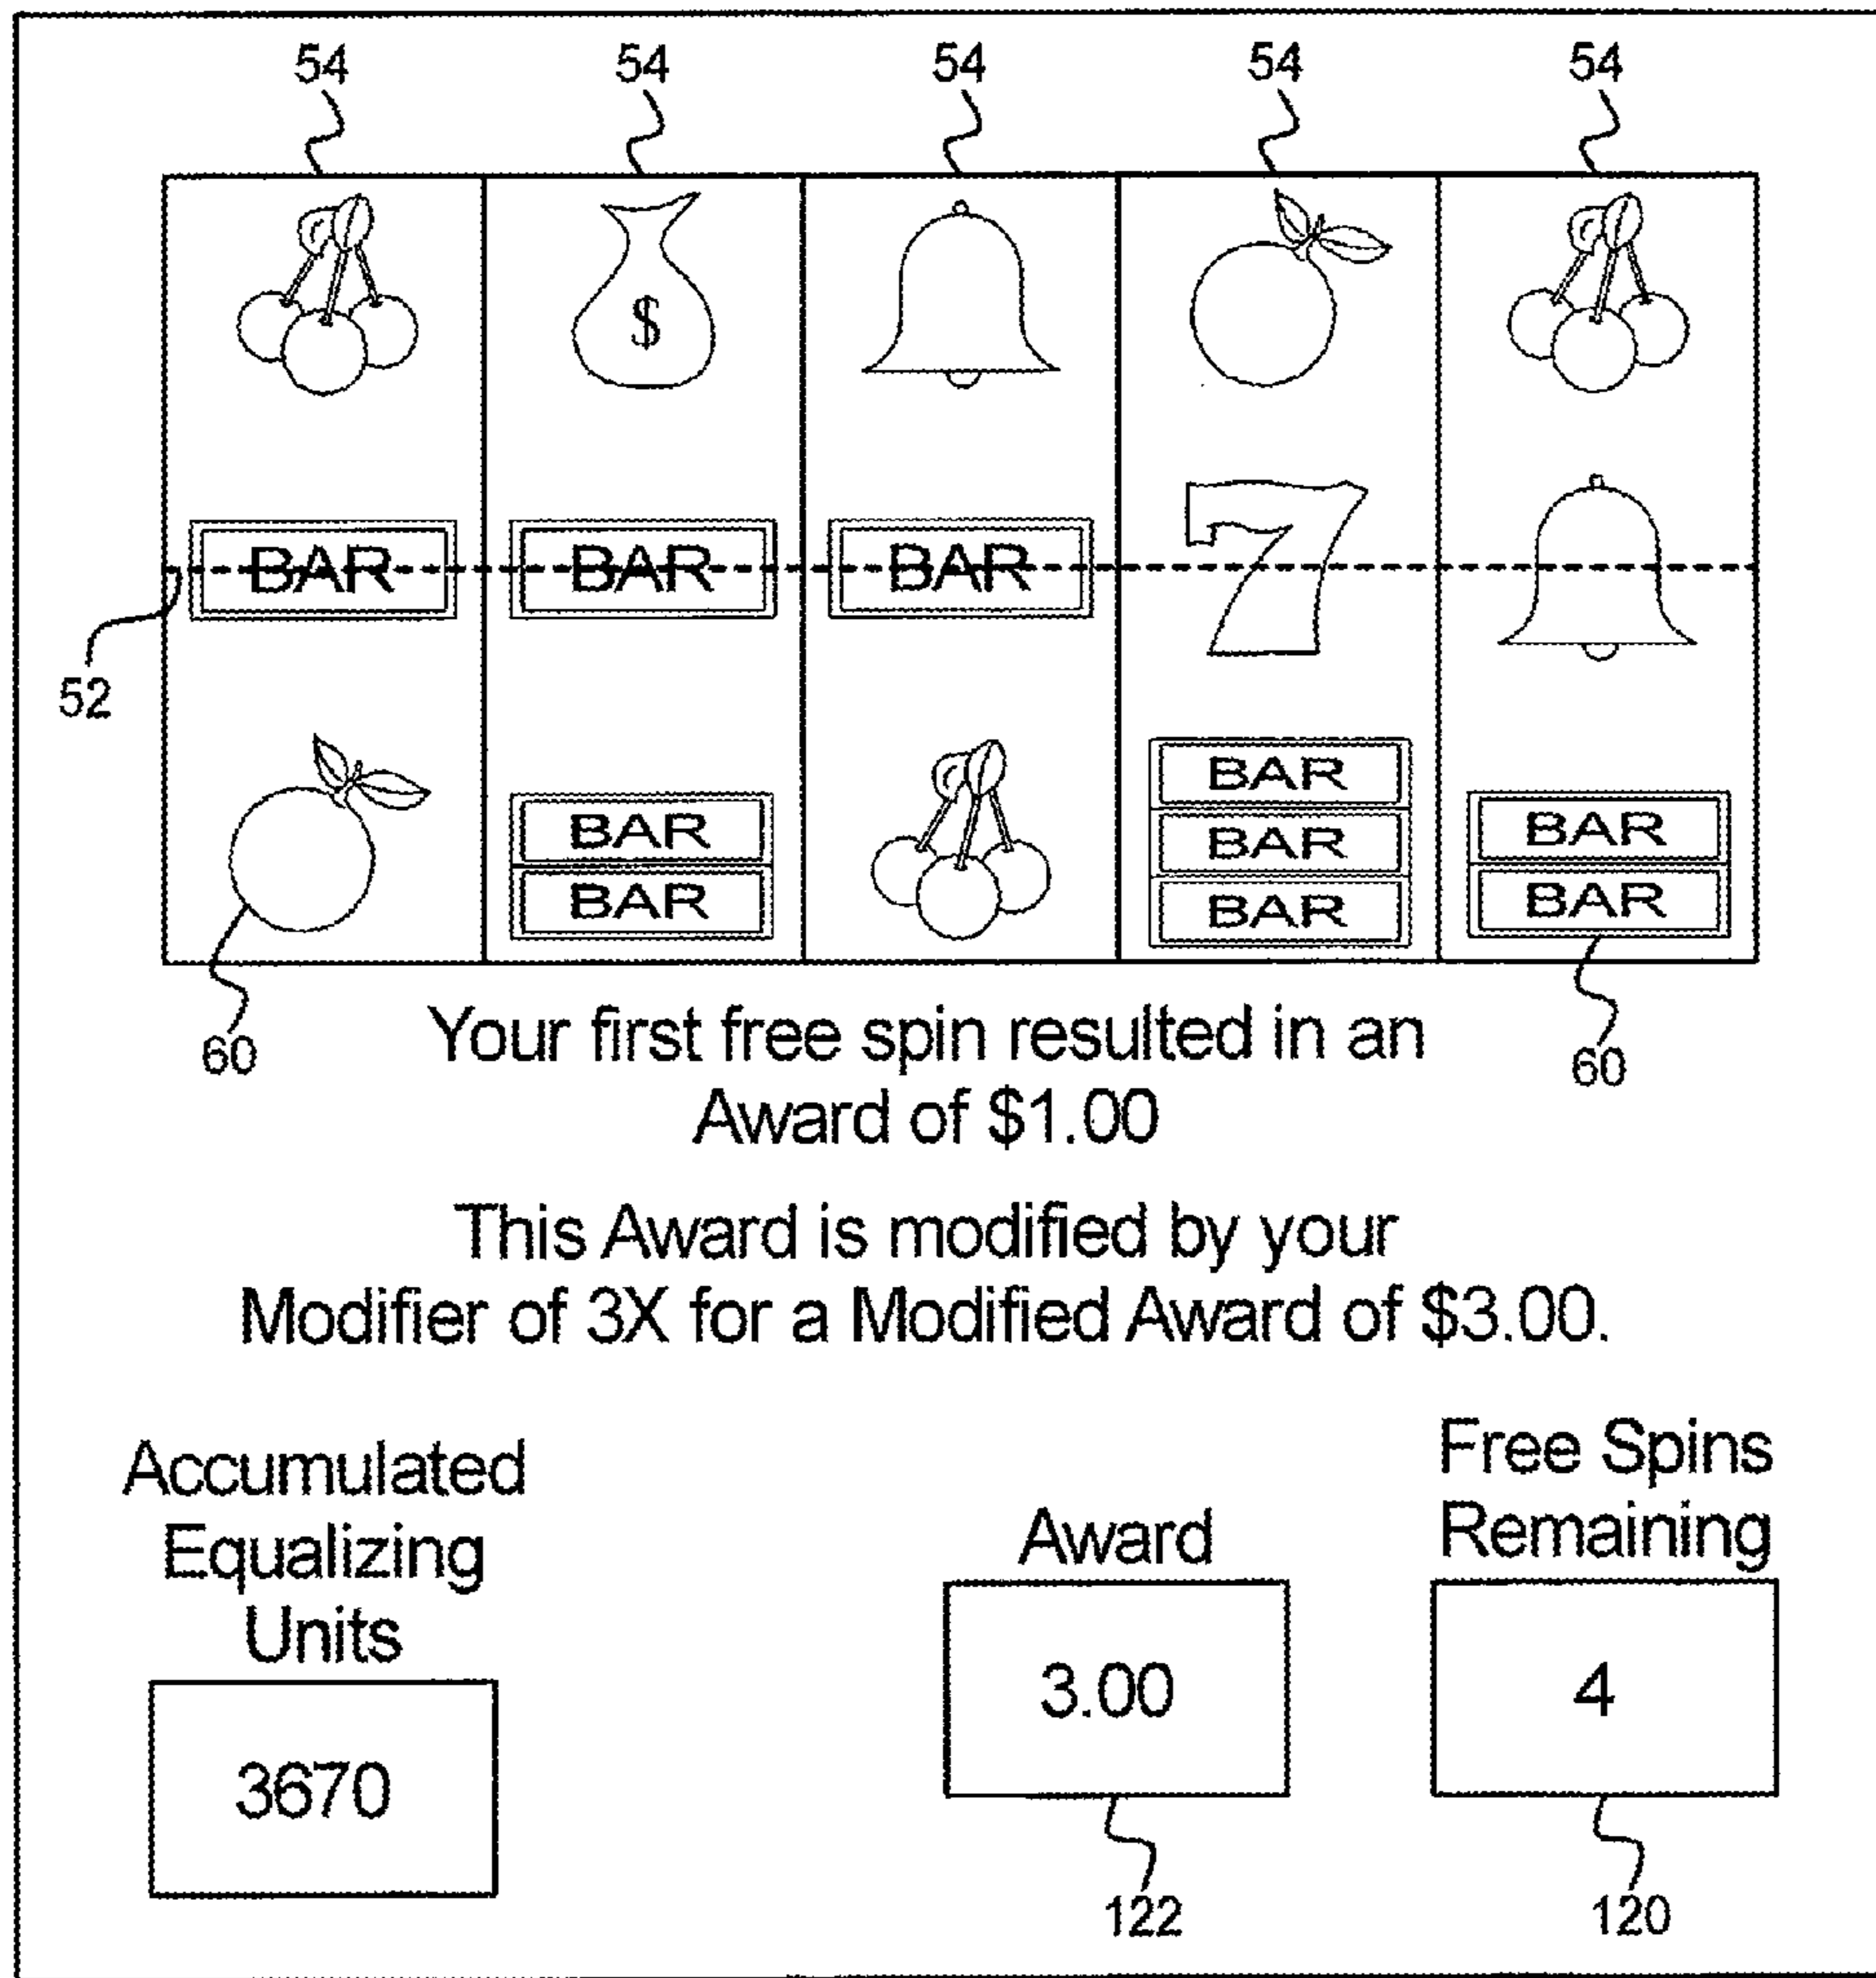 54 54 54 54 54
$
BAR BAR BAR 7
52
BAR
BAR BAR BAR
BAR BAR BAR
60 60
Your first free spin resulted in an
Award of $1.00
This Award is modified by your
Modifier of 3X for a Modified Award of $3.00.
Accumulated
Equalizing
Units
3670
Award
3.00
122
Free Spins
Remaining
4
120